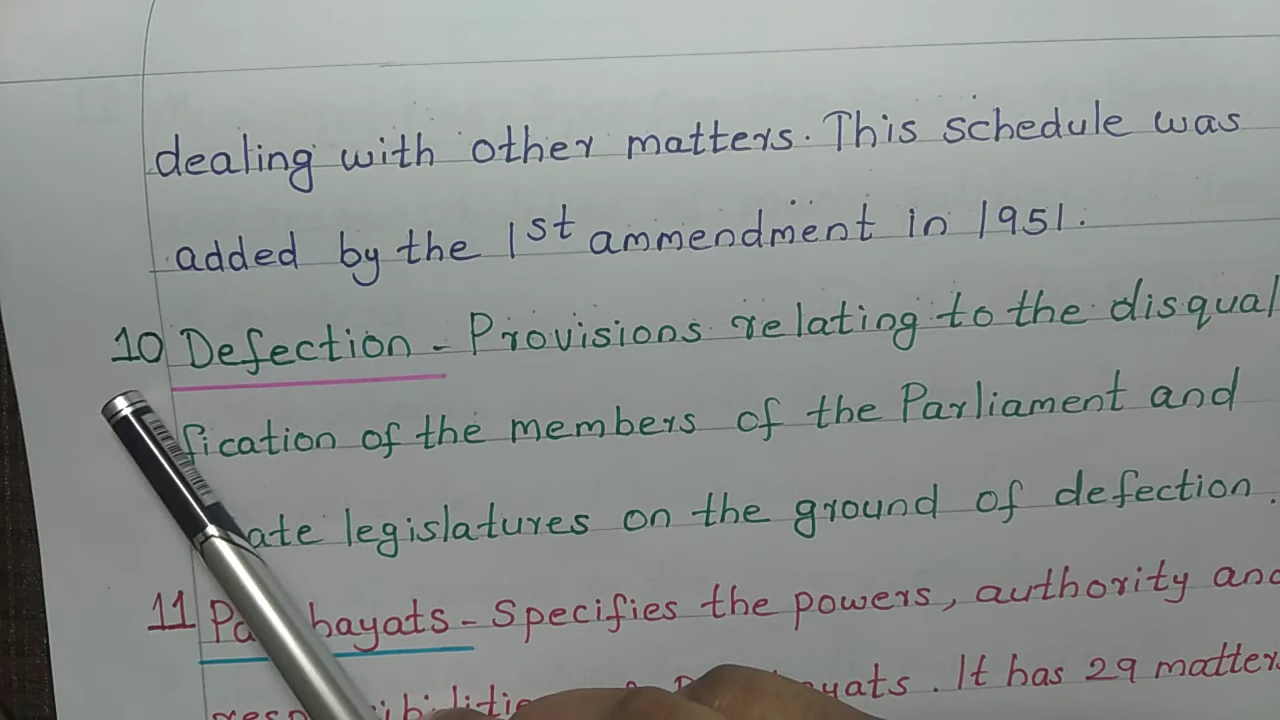 dealing with other matters. This schedule was
added by the 1st ammendment in 1951.
10 Defection - Provisions relating to the disqual
fication of the members of the Parliament and
ate legislatures on the ground of defection.
11 Pa hayats - Specifies the powers, authority and
yats. It has 29 matter